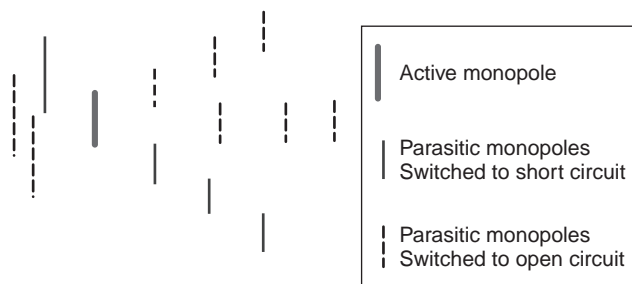 Active monopole
Parasitic monopoles
Switched to short circuit
Parasitic monopoles
Switched to open circuit